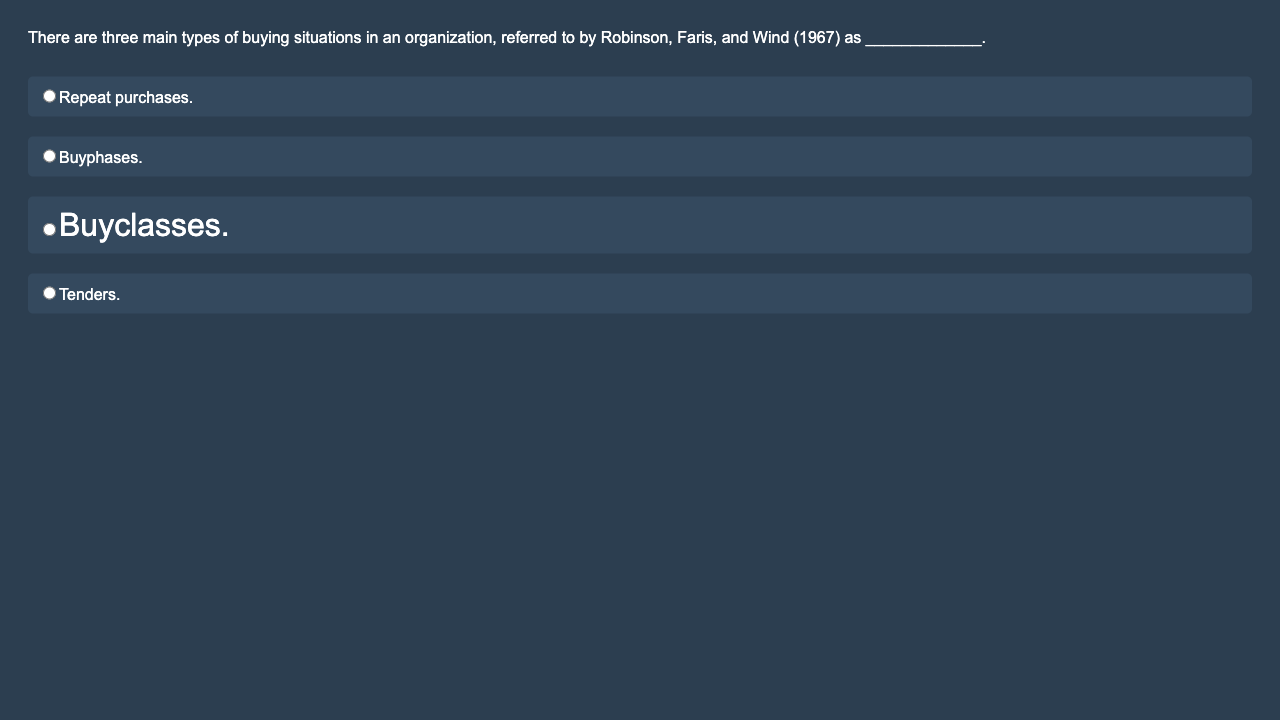 There are three main types of buying situations in an organization, referred to by Robinson, Faris, and Wind (1967) as _____________.
Repeat purchases.
Buyphases.
Buyclasses.
Tenders.